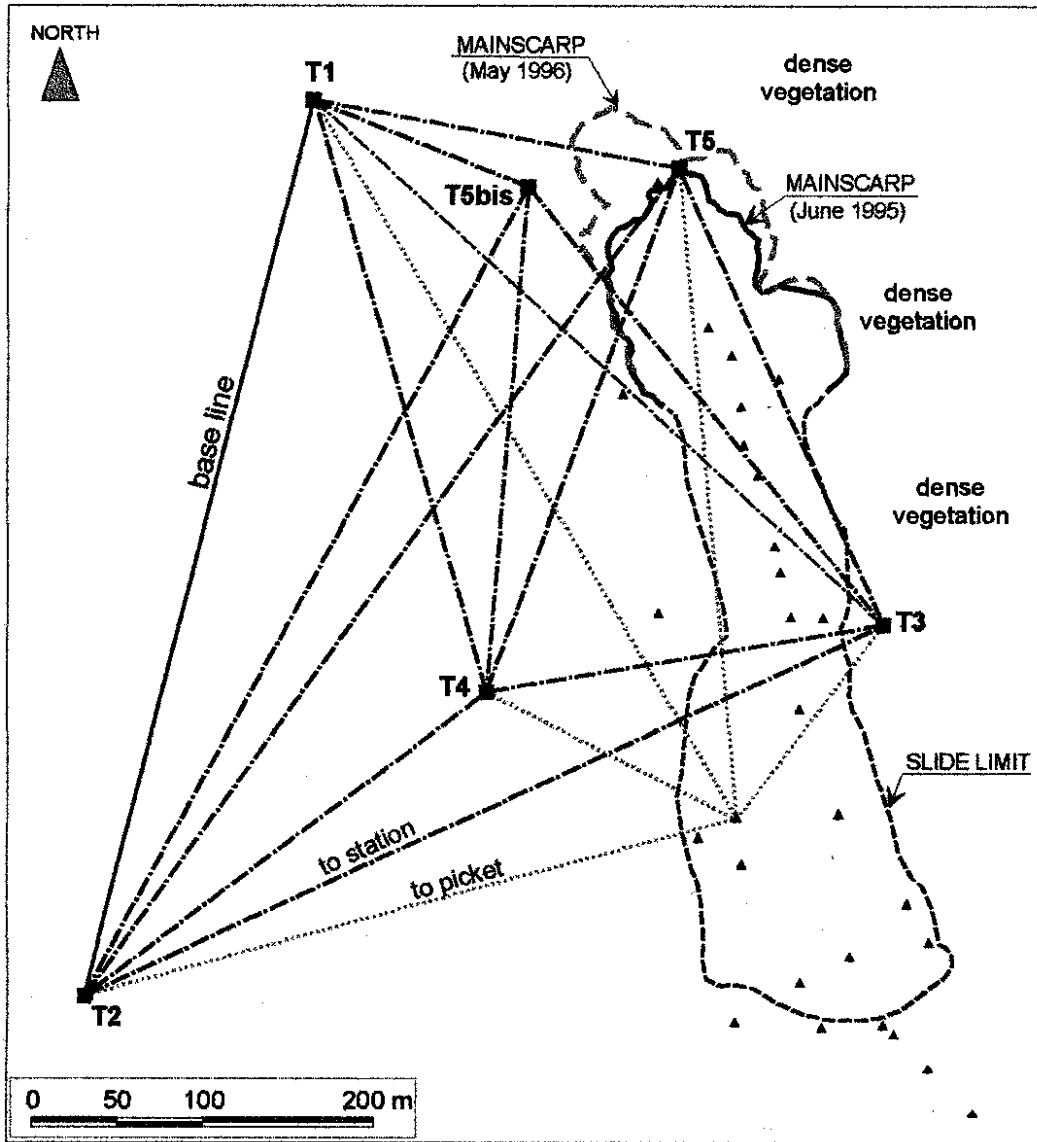 NORTH
T1
MAINSCARP
(May 1996)
dense
vegetation
T5
T5bis
MAINSCARP
(June 1995)
dense
vegetation
base line
dense
vegetation
T3
T4
SLIDE LIMIT
to station
to picket
T2
0 50 100 200 m